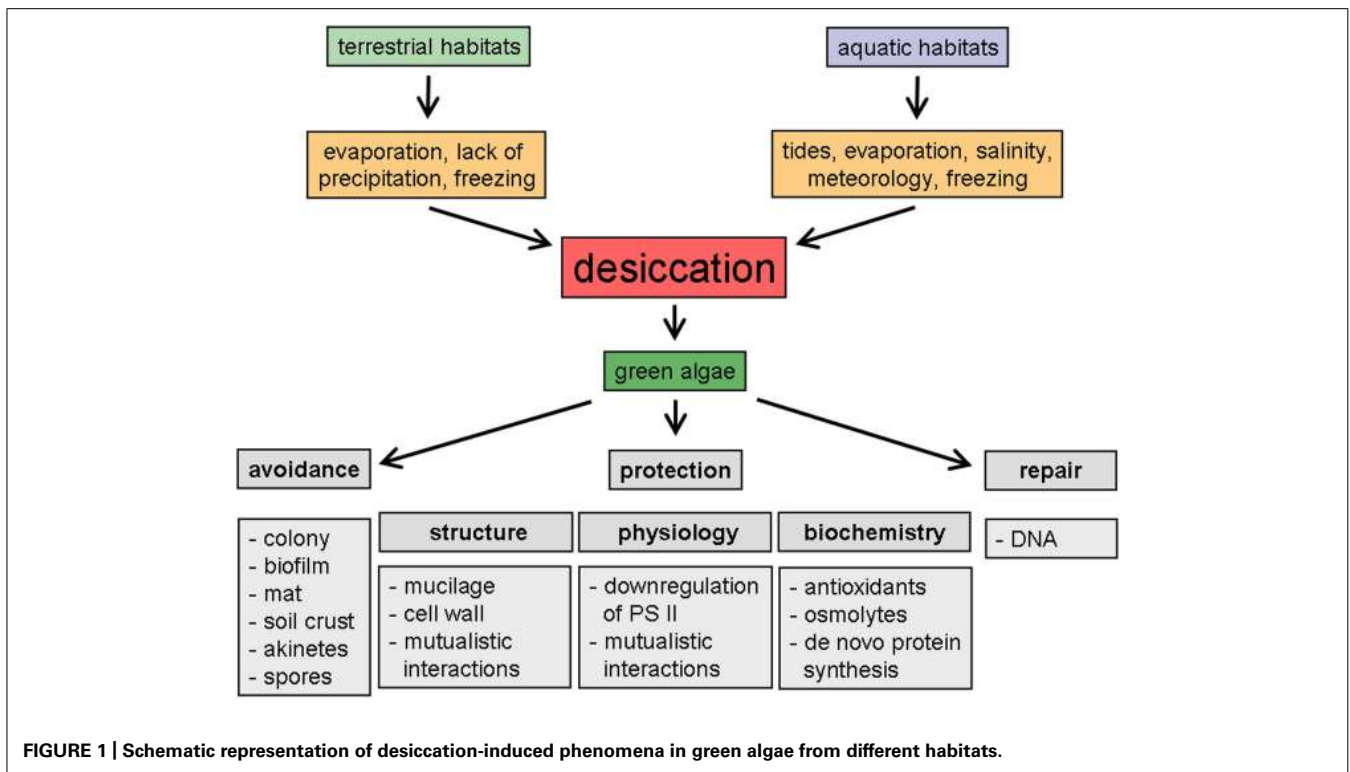 terrestrial habitats
aquatic habitats
evaporation, lack of
precipitation, freezing
tides, evaporation, salinity,
meteorology, freezing
desiccation
green algae
avoidance
protection
repair
- colony
- biofilm
- mat
- soil crust
- akinetes
- spores
structure
- mucilage
- cell wall
- mutualistic
interactions
physiology
- downregulation
of PS II
- mutualistic
interactions
biochemistry
- antioxidants
- osmolytes
- de novo protein
synthesis
- DNA
FIGURE 1 | Schematic representation of desiccation-induced phenomena in green algae from different habitats.